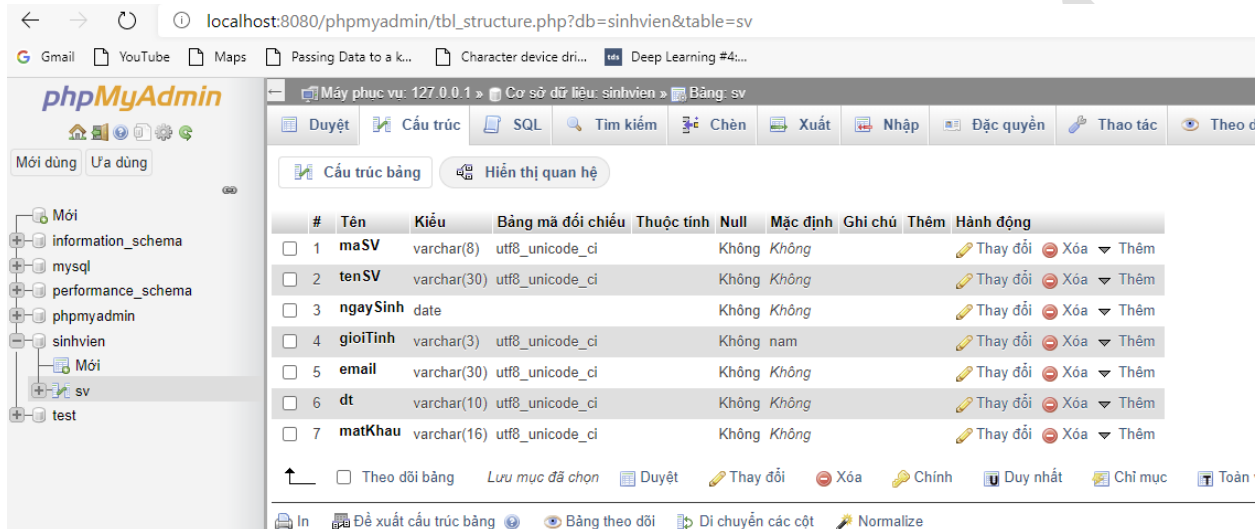 localhost:8080/phpmyadmin/tbl_structure.php?db=sinhvien&table=sv
Gmail YouTube Maps Passing Data to a k... Character device dri... tds Deep Learning #4:...
phpMyAdmin
Mới dùng Ưa dùng
Mới
information_schema
mysql
performance_schema
phpmyadmin
sinhvien
Mới
sv
test
Máy phục vụ: 127.0.0.1 » Cơ sở dữ liệu: sinhvien » Bảng: sv
Duyệt Cấu trúc SQL Tìm kiếm Chèn Xuất Nhập Đặc quyền Thao tác Theo d
Cấu trúc bảng Hiển thị quan hệ
# Tên Kiểu Bảng mã đối chiếu Thuộc tính Null Mặc định Ghi chú Thêm Hành động
1 maSV varchar(8) utf8_unicode_ci Không Không Thay đổi Xóa Thêm
2 tenSV varchar(30) utf8_unicode_ci Không Không Thay đổi Xóa Thêm
3 ngaySinh date Không Không Thay đổi Xóa Thêm
4 gioiTinh varchar(3) utf8_unicode_ci Không nam Thay đổi Xóa Thêm
5 email varchar(30) utf8_unicode_ci Không Không Thay đổi Xóa Thêm
6 dt varchar(10) utf8_unicode_ci Không Không Thay đổi Xóa Thêm
7 matKhau varchar(16) utf8_unicode_ci Không Không Thay đổi Xóa Thêm
Theo dõi bảng Lưu mục đã chọn Duyệt Thay đổi Xóa Chính Duy nhất Chỉ mục Toàn
In Đề xuất cấu trúc bảng Bảng theo dõi Di chuyển các cột Normalize